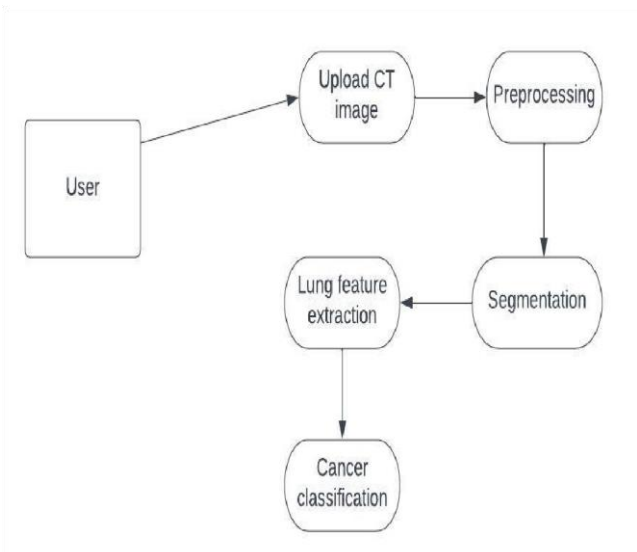 User
Upload CT
image
Preprocessing
Segmentation
Lung feature
extraction
Cancer
classification